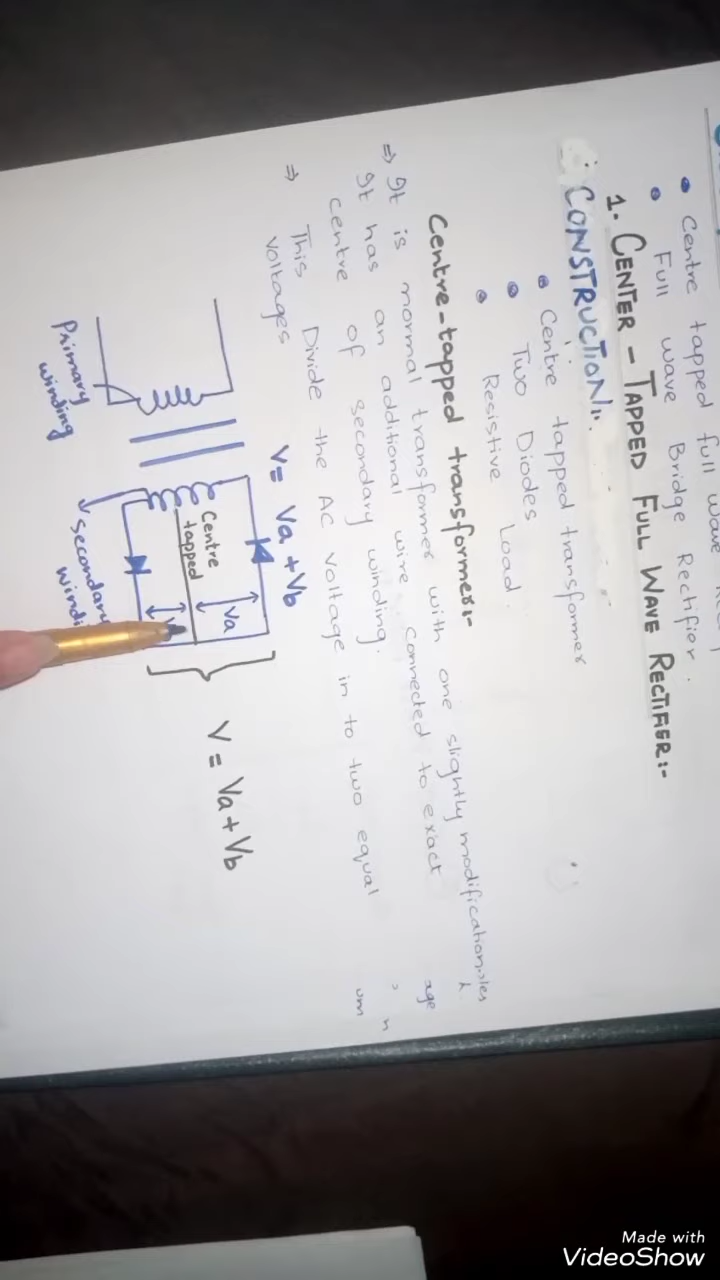 • Centre tapped full wave
• Full wave Bridge Rectifier.
1. CENTER - TAPPED FULL WAVE RECTIFIER:-
CONSTRUCTION:
• Centre tapped transformer
• Two Diodes
• Resistive Load.
Centre-tapped transformer:-
⇒ It is normal transformer with one slightly modification
It has an additional wire connected to exact
centre of secondary winding.
⇒ This Divide the AC voltage in to two equal
voltages
V = Va + Vb
Centre
tapped
Va
V = Va + Vb
Primary
winding
secondary
Made with
VideoShow